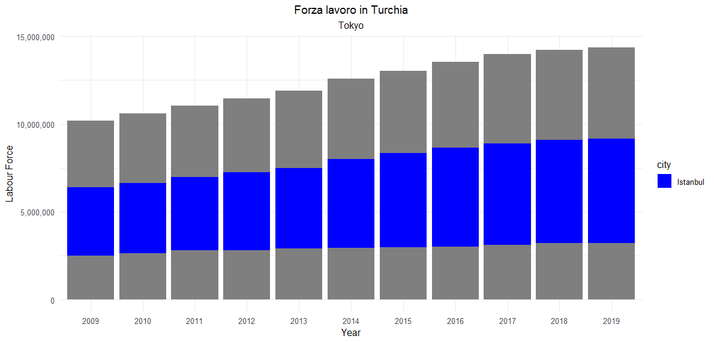 Forza lavoro in Turchia
Tokyo
15,000,000
10,000,000
5,000,000
0
Labour Force
2009 2010 2011 2012 2013 2014 2015 2016 2017 2018 2019
Year
city
Istanbul